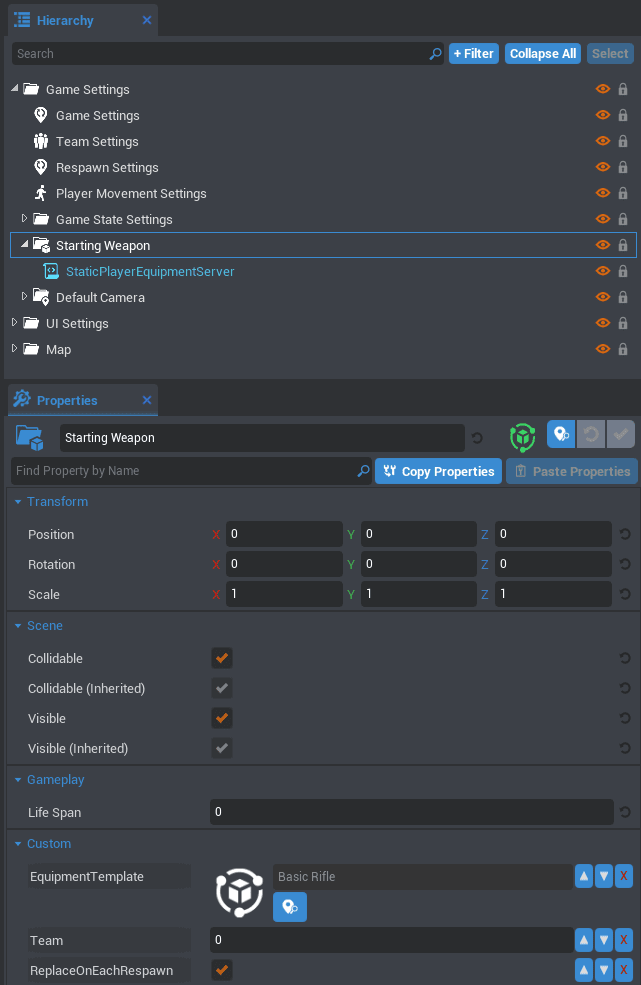 Hierarchy
Search
+ Filter
Collapse All
Select
Game Settings
Game Settings
Team Settings
Respawn Settings
Player Movement Settings
Game State Settings
Starting Weapon
StaticPlayerEquipmentServer
Default Camera
UI Settings
Map
Properties
Starting Weapon
Find Property by Name
Copy Properties
Paste Properties
Transform
Position X 0 Y 0 Z 0
Rotation X 0 Y 0 Z 0
Scale X 1 Y 1 Z 1
Scene
Collidable
Collidable (Inherited)
Visible
Visible (Inherited)
Gameplay
Life Span 0
Custom
EquipmentTemplate Basic Rifle X
Team 0 X
ReplaceOnEachRespawn X